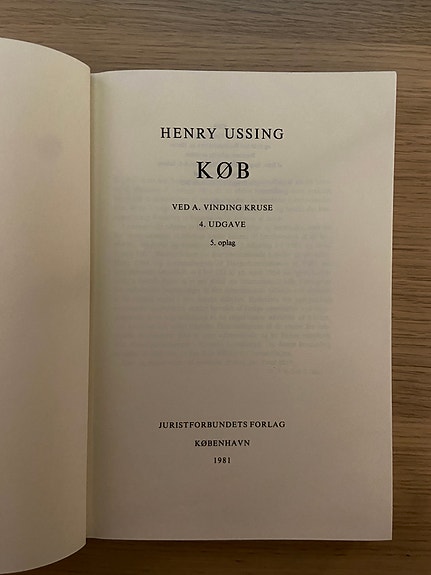 HENRY USSING
KØB
VED A. VINDING KRUSE
4. UDGAVE
5. oplag
JURISTFORBUNDETS FORLAG
KØBENHAVN
1981